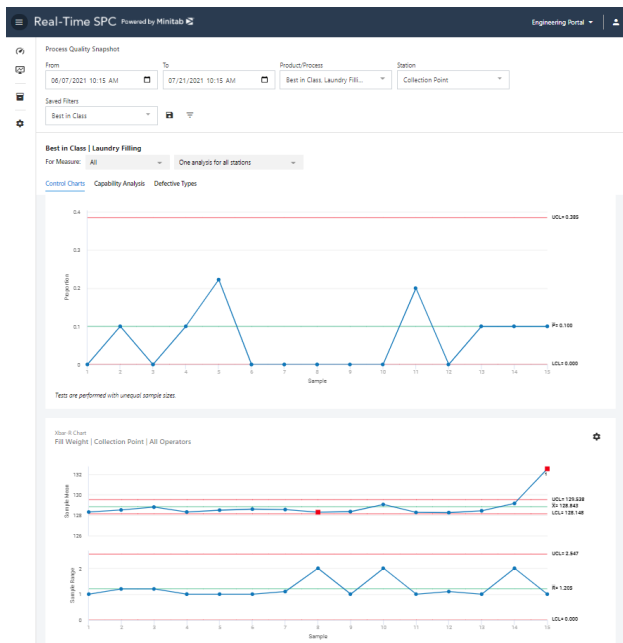 Real-Time SPC Powered by Minitab
Engineering Portal
Process Quality Snapshot
From To Product/Process Station
06/07/2021 10:15 AM 07/21/2021 10:15 AM Best in Class. Laundry Filli... Collection Point
Saved Filters
Best in Class
Best in Class | Laundry Filling
For Measure: All One analysis for all stations
Control Charts Capability Analysis Defective Types
0.4
UCL= 0.385
0.3
Proportion
0.2
0.1
P̄= 0.100
0
LCL= 0.000
1 2 3 4 5 6 7 8 9 10 11 12 13 14 15
Sample
Tests are performed with unequal sample sizes.
Xbar-R Chart
Fill Weight | Collection Point | All Operators
132
Sample Mean
130
UCL= 129.538
X̄= 128.843
128
LCL= 128.148
126
UCL= 2.547
2
Sample Range
R̄= 1.200
1
0
LCL= 0.000
1 2 3 4 5 6 7 8 9 10 11 12 13 14 15
Sample